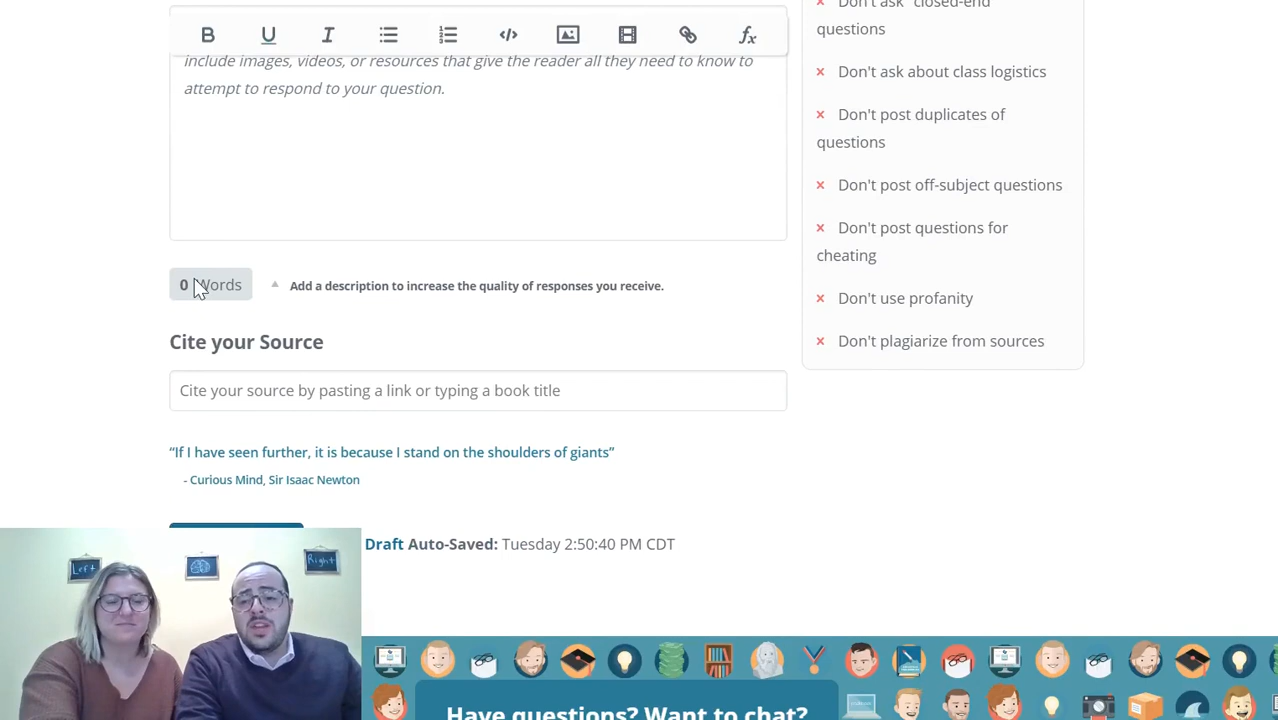 B U I fx
include images, videos, or resources that give the reader all they need to know to
attempt to respond to your question.
0 Words
Add a description to increase the quality of responses you receive.
Cite your Source
Cite your source by pasting a link or typing a book title
“If I have seen further, it is because I stand on the shoulders of giants”
- Curious Mind, Sir Isaac Newton
Draft Auto-Saved: Tuesday 2:50:40 PM CDT
Don't ask "closed-end
questions
Don't ask about class logistics
Don't post duplicates of
questions
Don't post off-subject questions
Don't post questions for
cheating
Don't use profanity
Don't plagiarize from sources
Left
Right
Have questions? Want to chat?